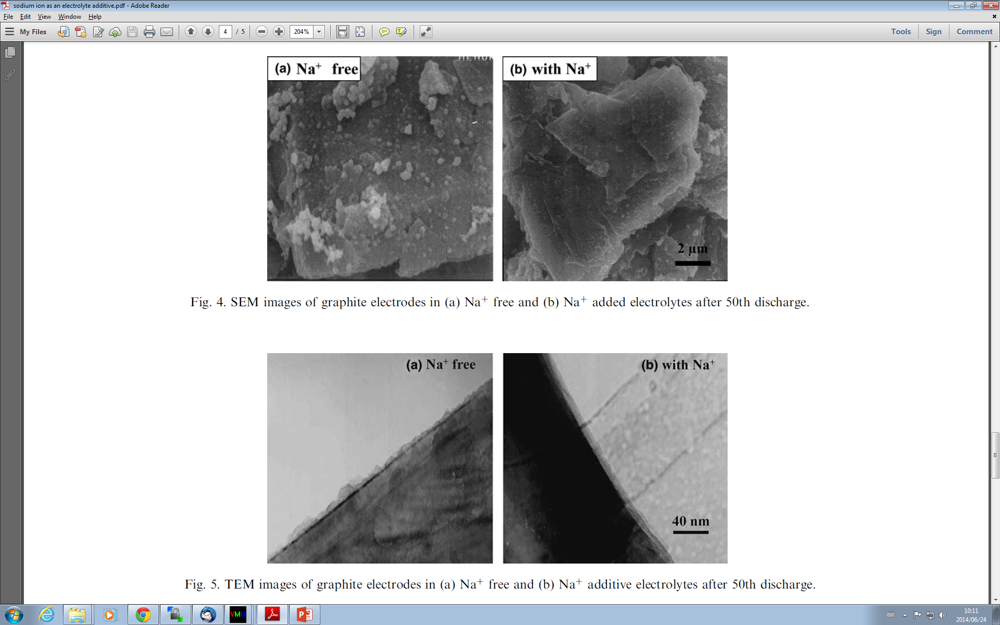 sodium ion as an electrolyte additive.pdf - Adobe Reader
File Edit View Window Help
My Files 4 / 5 204% Tools Sign Comment
(a) Na⁺ free
(b) with Na⁺
2 μm
Fig. 4. SEM images of graphite electrodes in (a) Na⁺ free and (b) Na⁺ added electrolytes after 50th discharge.
(a) Na⁺ free
(b) with Na⁺
40 nm
Fig. 5. TEM images of graphite electrodes in (a) Na⁺ free and (b) Na⁺ additive electrolytes after 50th discharge.
VMD
10:11
2014/06/24